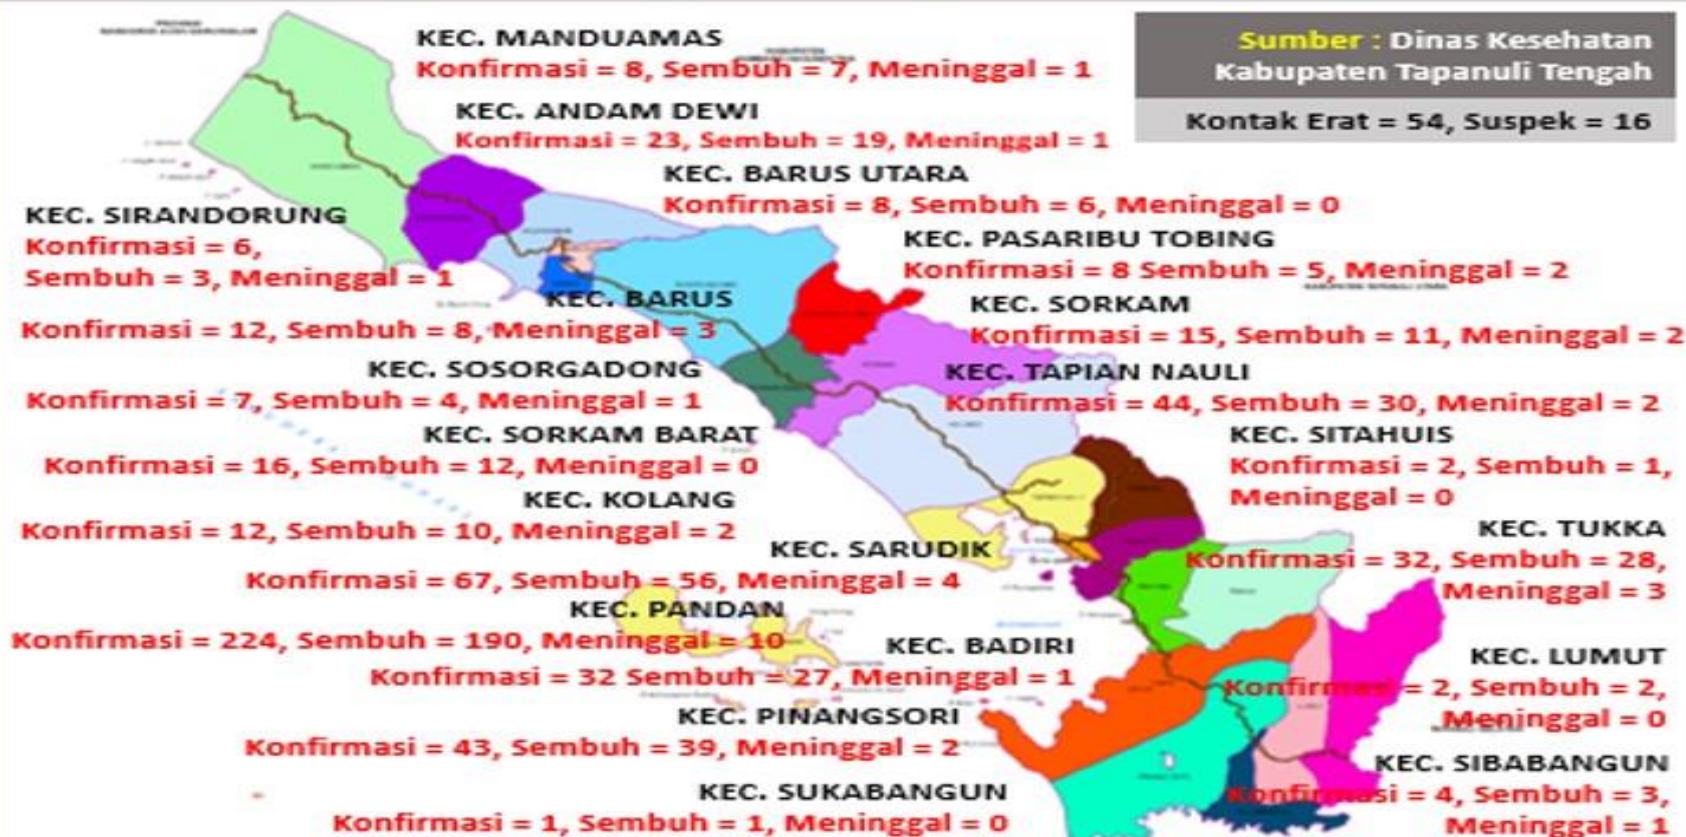 KEC. MANDUAMAS
Konfirmasi = 8, Sembuh = 7, Meninggal = 1
Sumber : Dinas Kesehatan
Kabupaten Tapanuli Tengah
Kontak Erat = 54, Suspek = 16
KEC. ANDAM DEWI
Konfirmasi = 23, Sembuh = 19, Meninggal = 1
KEC. BARUS UTARA
Konfirmasi = 8, Sembuh = 6, Meninggal = 0
KEC. SIRANDORUNG
Konfirmasi = 6,
Sembuh = 3, Meninggal = 1
KEC. PASARIBU TOBING
Konfirmasi = 8 Sembuh = 5, Meninggal = 2
KEC. BARUS
Konfirmasi = 12, Sembuh = 8, Meninggal = 3
KEC. SORKAM
Konfirmasi = 15, Sembuh = 11, Meninggal = 2
KEC. SOSORGADONG
Konfirmasi = 7, Sembuh = 4, Meninggal = 1
KEC. TAPIAN NAULI
Konfirmasi = 44, Sembuh = 30, Meninggal = 2
KEC. SORKAM BARAT
Konfirmasi = 16, Sembuh = 12, Meninggal = 0
KEC. SITAHUIS
Konfirmasi = 2, Sembuh = 1,
Meninggal = 0
KEC. KOLANG
Konfirmasi = 12, Sembuh = 10, Meninggal = 2
KEC. TUKKA
Konfirmasi = 32, Sembuh = 28,
Meninggal = 3
KEC. SARUDIK
Konfirmasi = 67, Sembuh = 56, Meninggal = 4
KEC. PANDAN
Konfirmasi = 224, Sembuh = 190, Meninggal = 10
KEC. BADIRI
Konfirmasi = 32 Sembuh = 27, Meninggal = 1
KEC. LUMUT
Konfirmasi = 2, Sembuh = 2,
Meninggal = 0
KEC. PINANGSORI
Konfirmasi = 43, Sembuh = 39, Meninggal = 2
KEC. SIBABANGUN
Konfirmasi = 4, Sembuh = 3,
Meninggal = 1
KEC. SUKABANGUN
Konfirmasi = 1, Sembuh = 1, Meninggal = 0